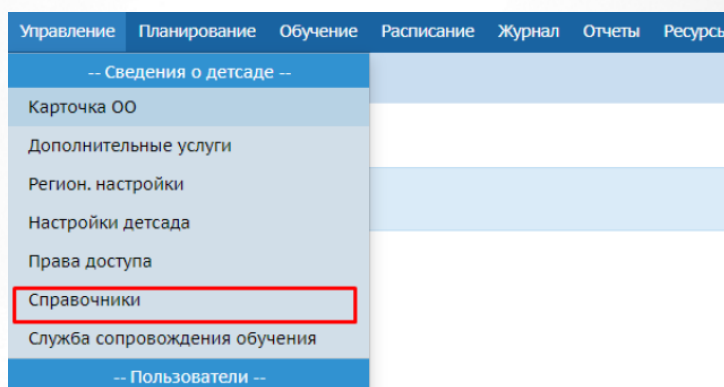 Управление Планирование Обучение Расписание Журнал Отчеты Ресурсы
-- Сведения о детсаде --
Карточка ОО
Дополнительные услуги
Регион. настройки
Настройки детсада
Права доступа
Справочники
Служба сопровождения обучения
-- Пользователи --